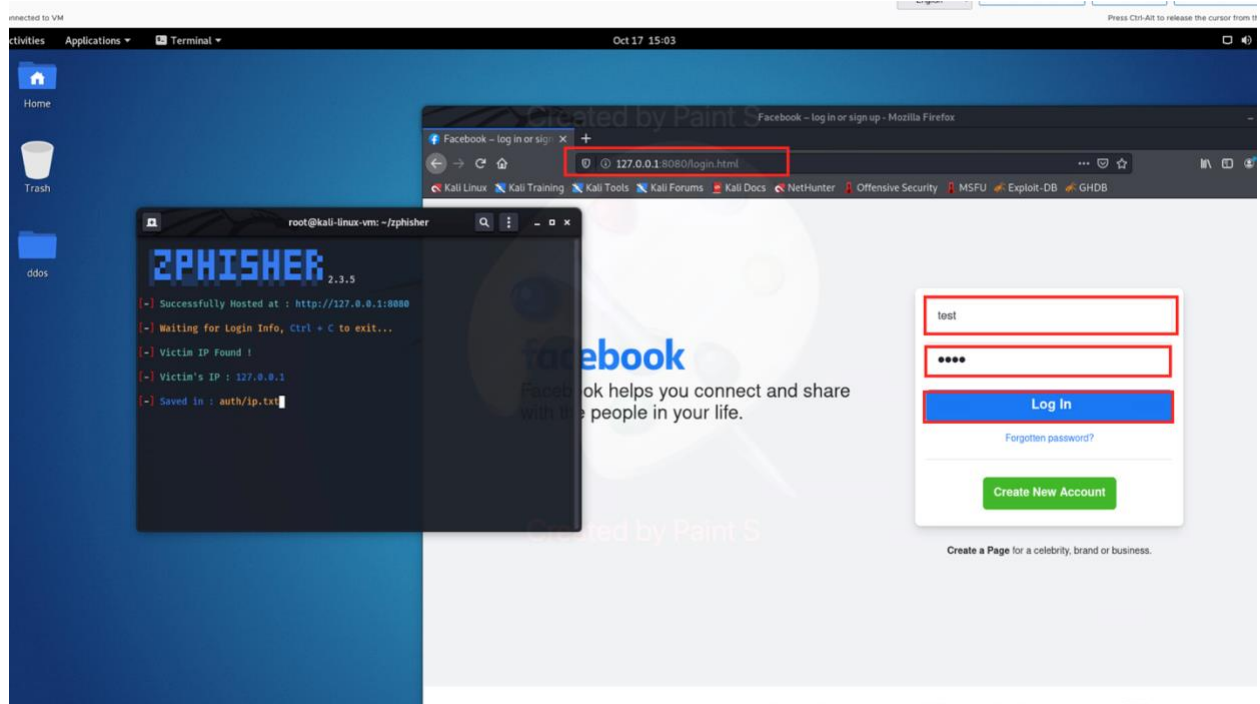 English
nnected to VM
Press Ctrl-Alt to release the cursor from th
ctivities Applications Terminal Oct 17 15:03
Home
Trash
ddos
Created by Paint S
Facebook – log in or sign up - Mozilla Firefox
Facebook – log in or sign
127.0.0.1:8080/login.html
Kali Linux Kali Training Kali Tools Kali Forums Kali Docs NetHunter Offensive Security MSFU Exploit-DB GHDB
root@kali-linux-vm: ~/zphisher
ZPHISHER 2.3.5
[-] Successfully Hosted at : http://127.0.0.1:8080
[-] Waiting for Login Info, Ctrl + C to exit...
[-] Victim IP Found !
[-] Victim's IP : 127.0.0.1
[-] Saved in : auth/ip.txt
facebook
Facebook helps you connect and share
with the people in your life.
test
••••
Log In
Forgotten password?
Create New Account
Create a Page for a celebrity, brand or business.
Created by Paint S